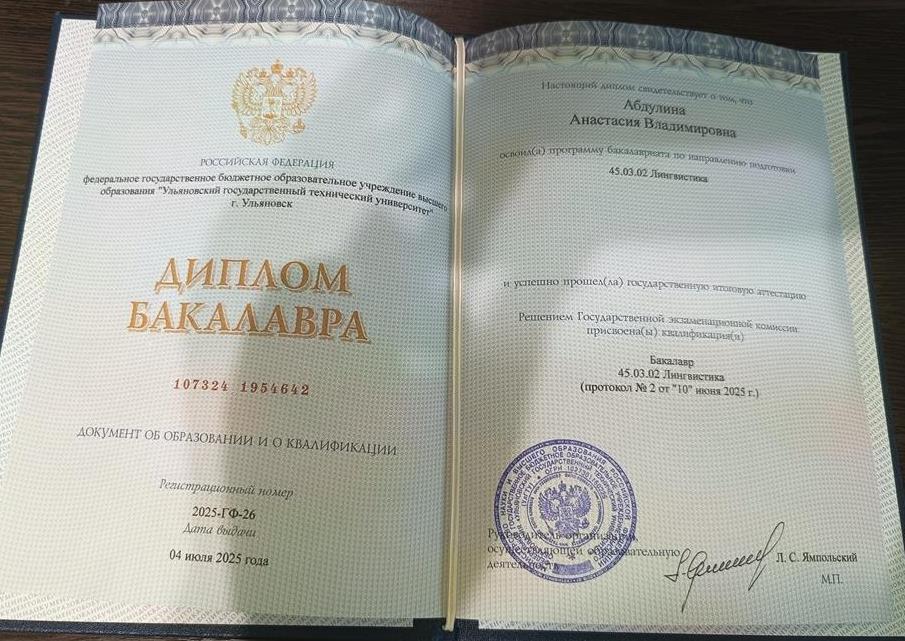 РОССИЙСКАЯ ФЕДЕРАЦИЯ
федеральное государственное бюджетное образовательное учреждение высшего
образования "Ульяновский государственный технический университет"
г. Ульяновск
ДИПЛОМ
БАКАЛАВРА
107324 1954642
ДОКУМЕНТ ОБ ОБРАЗОВАНИИ И О КВАЛИФИКАЦИИ
Регистрационный номер
2025-ГФ-26
Дата выдачи
04 июля 2025 года
Настоящий диплом свидетельствует о том, что
Абдулина
Анастасия Владимировна
освоил(а) программу бакалавриата по направлению подготовки
45.03.02 Лингвистика
и успешно прошел(ла) государственную итоговую аттестацию
Решением Государственной экзаменационной комиссии
присвоена(ы) квалификация(и)
Бакалавр
45.03.02 Лингвистика
(протокол № 2 от "10" июня 2025 г.)
Руководитель организации,
осуществляющей образовательную
деятельность
Л. С. Ямпольский
М.П.